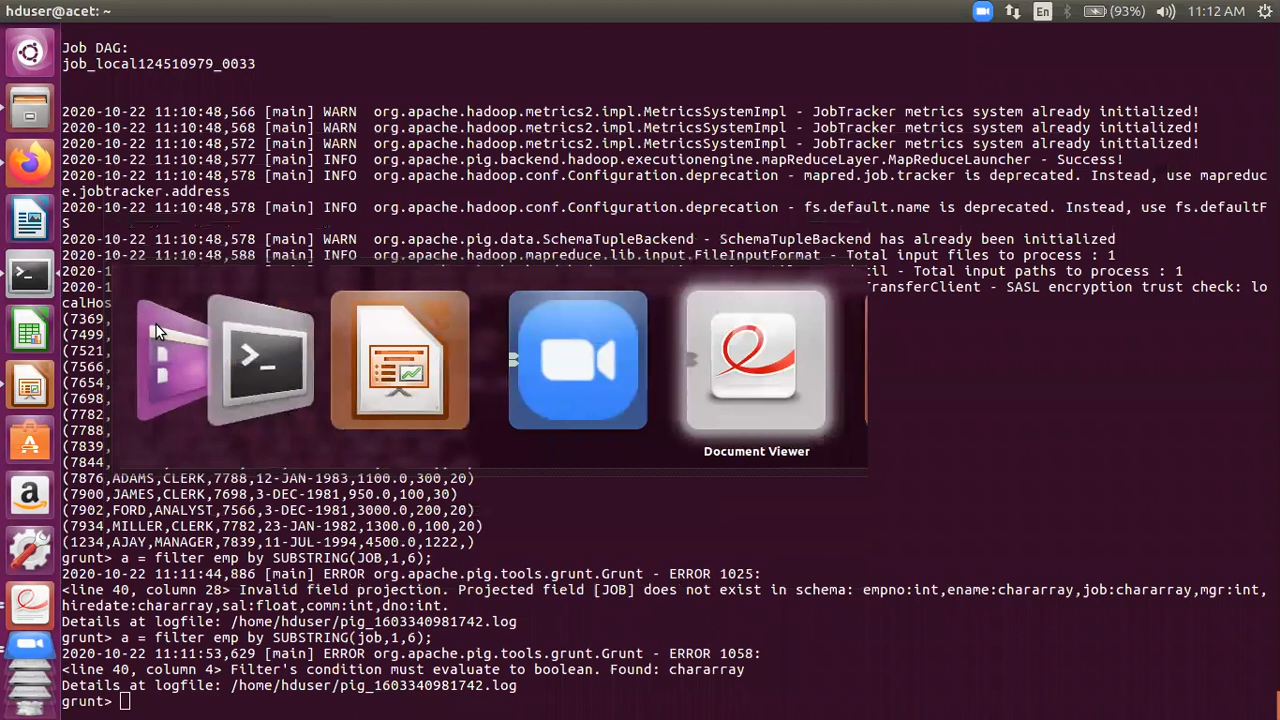 hduser@acet: ~
En
(93%)
11:12 AM
Job DAG:
job_local124510979_0033
2020-10-22 11:10:48,566 [main] WARN  org.apache.hadoop.metrics2.impl.MetricsSystemImpl - JobTracker metrics system already initialized!
2020-10-22 11:10:48,568 [main] WARN  org.apache.hadoop.metrics2.impl.MetricsSystemImpl - JobTracker metrics system already initialized!
2020-10-22 11:10:48,572 [main] WARN  org.apache.hadoop.metrics2.impl.MetricsSystemImpl - JobTracker metrics system already initialized!
2020-10-22 11:10:48,577 [main] INFO  org.apache.pig.backend.hadoop.executionengine.mapReduceLayer.MapReduceLauncher - Success!
2020-10-22 11:10:48,578 [main] INFO  org.apache.hadoop.conf.Configuration.deprecation - mapred.job.tracker is deprecated. Instead, use mapreduc
e.jobtracker.address
2020-10-22 11:10:48,578 [main] INFO  org.apache.hadoop.conf.Configuration.deprecation - fs.default.name is deprecated. Instead, use fs.defaultF
S
2020-10-22 11:10:48,578 [main] WARN  org.apache.pig.data.SchemaTupleBackend - SchemaTupleBackend has already been initialized
2020-10-22 11:10:48,588 [main] INFO  org.apache.hadoop.mapreduce.lib.input.FileInputFormat - Total input files to process : 1
2020-1 - Total input paths to process : 1
2020-1 TransferClient - SASL encryption trust check: lo
calHos
(7369,
(7499,
(7521,
(7566,
(7654,
(7698,
(7782,
(7788,
(7839,
(7844,
Document Viewer
(7876,ADAMS,CLERK,7788,12-JAN-1983,1100.0,300,20)
(7900,JAMES,CLERK,7698,3-DEC-1981,950.0,100,30)
(7902,FORD,ANALYST,7566,3-DEC-1981,3000.0,200,20)
(7934,MILLER,CLERK,7782,23-JAN-1982,1300.0,100,20)
(1234,AJAY,MANAGER,7839,11-JUL-1994,4500.0,1222,)
grunt> a = filter emp by SUBSTRING(JOB,1,6);
2020-10-22 11:11:44,886 [main] ERROR org.apache.pig.tools.grunt.Grunt - ERROR 1025:
<line 40, column 28> Invalid field projection. Projected field [JOB] does not exist in schema: empno:int,ename:chararray,job:chararray,mgr:int,
hiredate:chararray,sal:float,comm:int,dno:int.
Details at logfile: /home/hduser/pig_1603340981742.log
grunt> a = filter emp by SUBSTRING(job,1,6);
2020-10-22 11:11:53,629 [main] ERROR org.apache.pig.tools.grunt.Grunt - ERROR 1058:
<line 40, column 4> Filter's condition must evaluate to boolean. Found: chararray
Details at logfile: /home/hduser/pig_1603340981742.log
grunt>